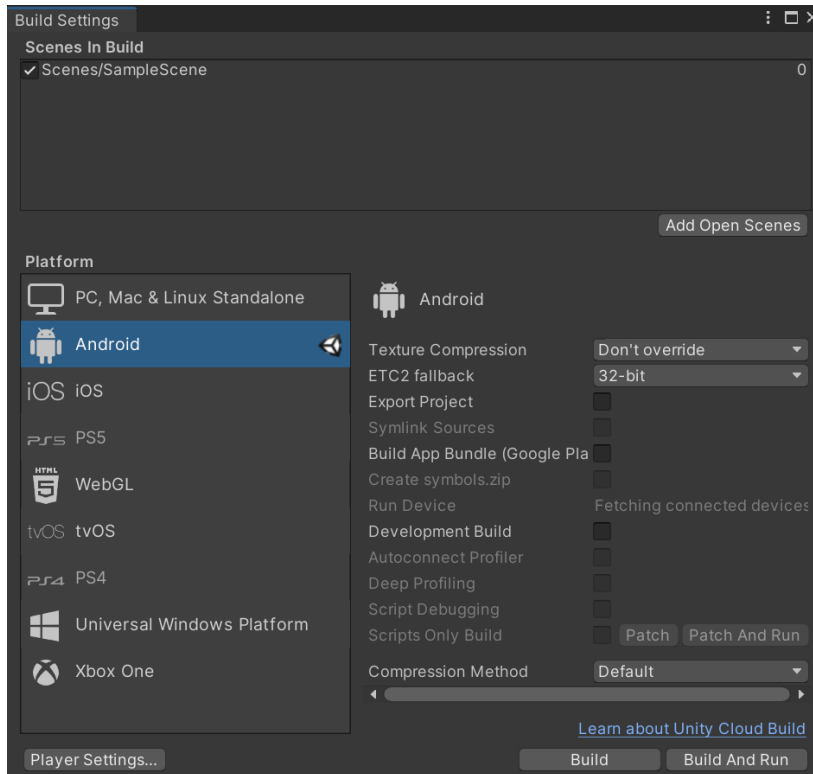 Build Settings
Scenes In Build
Scenes/SampleScene 0
Add Open Scenes
Platform
PC, Mac & Linux Standalone
Android
iOS iOS
PS5 PS5
HTML 5 WebGL
tvOS tvOS
PS4 PS4
Universal Windows Platform
Xbox One
Android
Texture Compression Don't override
ETC2 fallback 32-bit
Export Project
Symlink Sources
Build App Bundle (Google Pla
Create symbols.zip
Run Device Fetching connected devices
Development Build
Autoconnect Profiler
Deep Profiling
Script Debugging
Scripts Only Build Patch Patch And Run
Compression Method Default
Learn about Unity Cloud Build
Player Settings... Build Build And Run